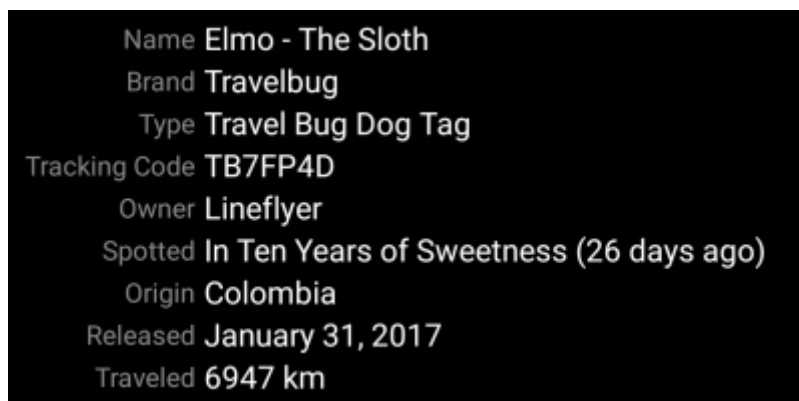 Name Elmo - The Sloth
Brand Travelbug
Type Travel Bug Dog Tag
Tracking Code TB7FP4D
Owner Lineflyer
Spotted In Ten Years of Sweetness (26 days ago)
Origin Colombia
Released January 31, 2017
Traveled 6947 km